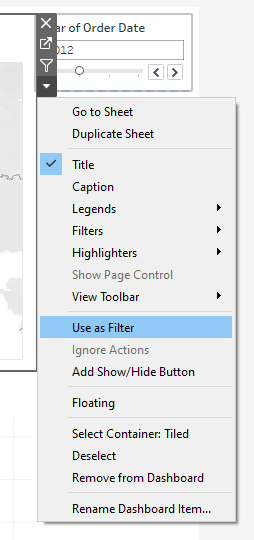 ar of Order Date
012
Go to Sheet
Duplicate Sheet
Title
Caption
Legends
Filters
Highlighters
Show Page Control
View Toolbar
Use as Filter
Ignore Actions
Add Show/Hide Button
Floating
Select Container: Tiled
Deselect
Remove from Dashboard
Rename Dashboard Item...